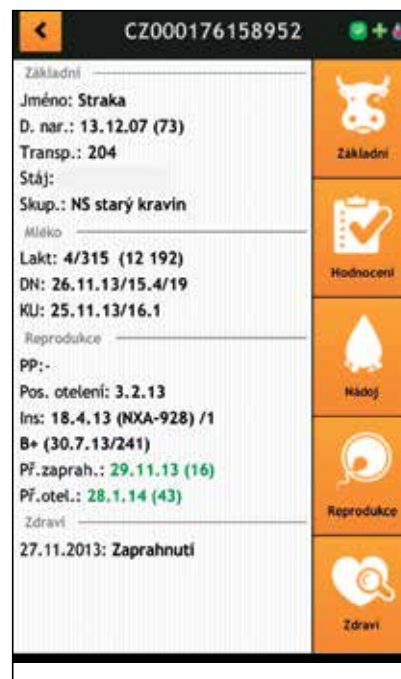 CZ000176158952
Základní
Jméno: Straka
D. nar.: 13.12.07 (73)
Transp.: 204
Stáj:
Skup.: NS starý kravín
Mléko
Lakt: 4/315 (12 192)
DN: 26.11.13/15.4/19
KU: 25.11.13/16.1
Reprodukce
PP:-
Pos. otelení: 3.2.13
Ins: 18.4.13 (NXA-928) /1
B+ (30.7.13/241)
Př.zaprah.: 29.11.13 (16)
Př.otel.: 28.1.14 (43)
Zdraví
27.11.2013: Zaprahnutí
Základní
Hodnocení
Nádoj
Reprodukce
Zdraví